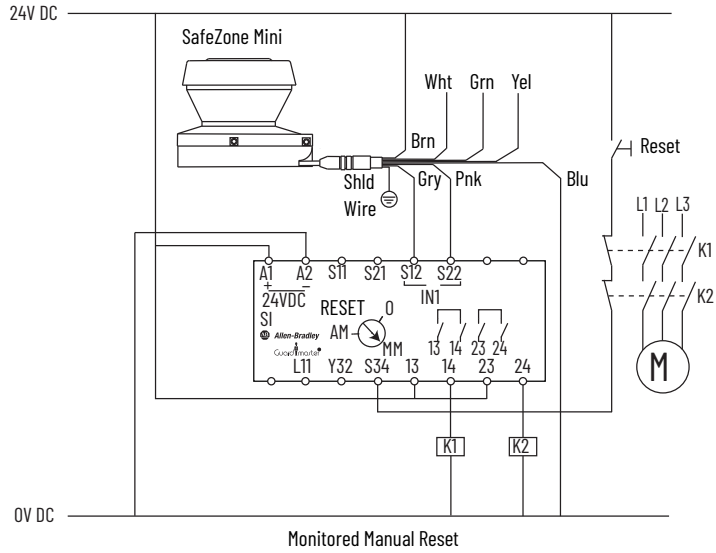 24V DC
SafeZone Mini
Wht Grn Yel
Brn
Reset
Shld Wire
Gry Pnk Blu
L1 L2 L3
K1
K2
M
A1 A2 S11 S21 S12 S22
+ –
24VDC
IN1
SI
RESET 0
AM
MM
Allen-Bradley
Guardmaster
13 14 23 24
L11 Y32 S34 13 14 23 24
K1 K2
0V DC
Monitored Manual Reset